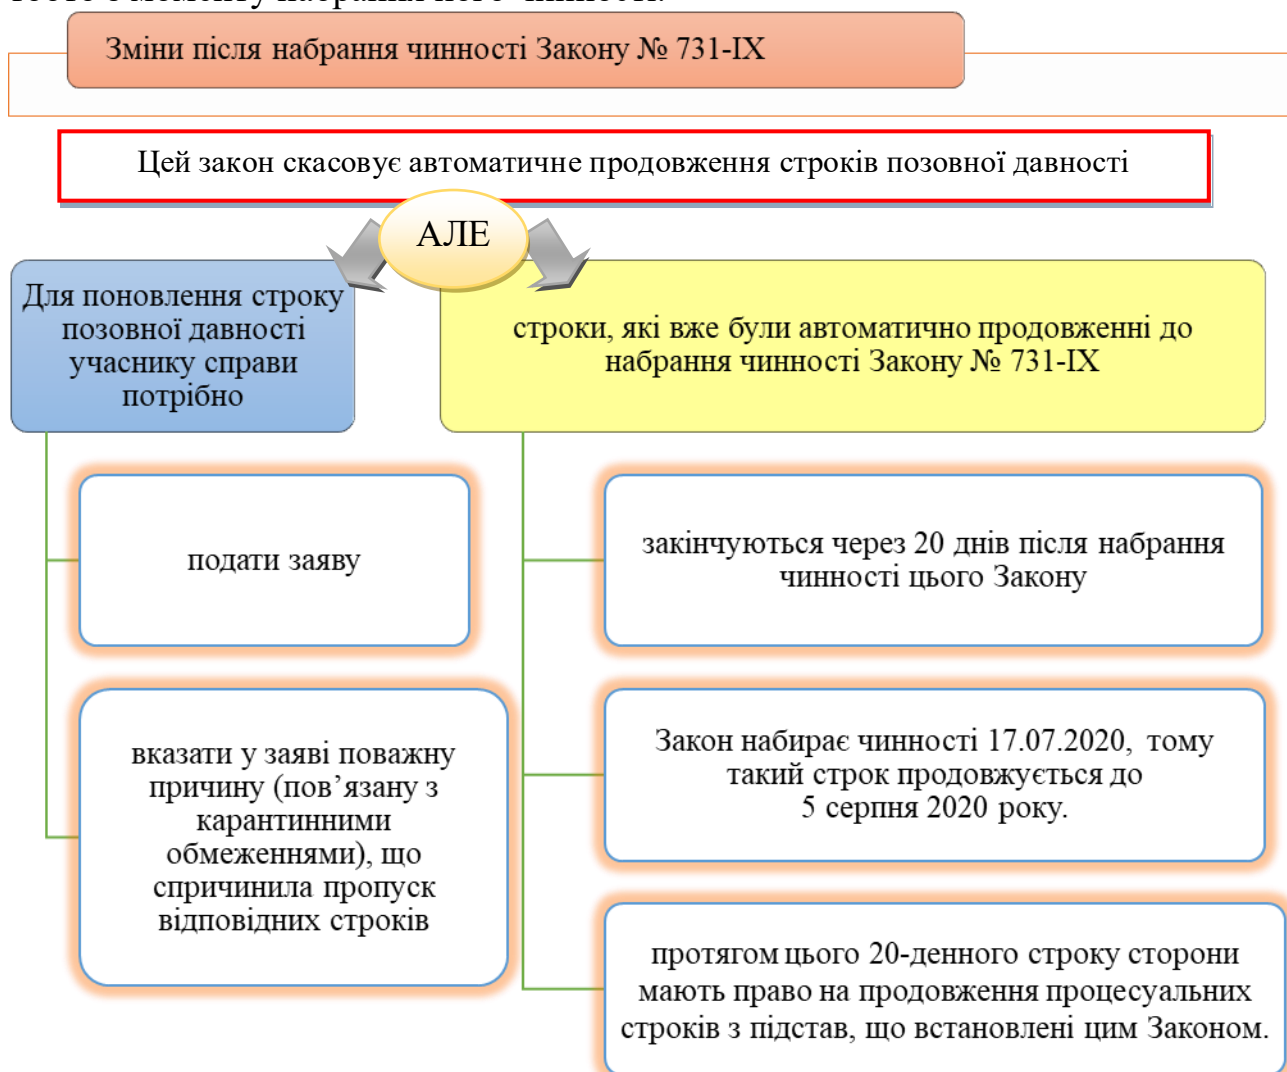 Зміни після набрання чинності Закону № 731-ІХ
Цей закон скасовує автоматичне продовження строків позовної давності
АЛЕ
Для поновлення строку
позовної давності
учаснику справи
потрібно
подати заяву
вказати у заяві поважну
причину (пов’язану з
карантинними
обмеженнями), що
спричинила пропуск
відповідних строків
строки, які вже були автоматично продовженні до
набрання чинності Закону № 731-ІХ
закінчуються через 20 днів після набрання
чинності цього Закону
Закон набирає чинності 17.07.2020, тому
такий строк продовжується до
5 серпня 2020 року.
протягом цього 20-денного строку сторони
мають право на продовження процесуальних
строків з підстав, що встановлені цим Законом.